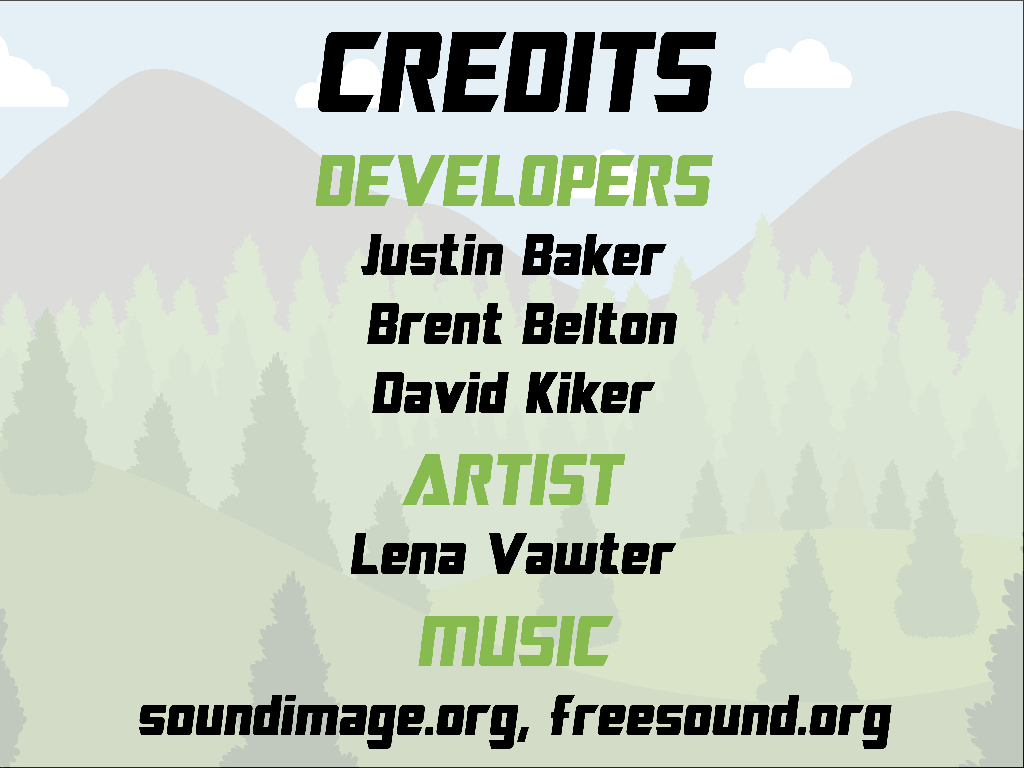 CREDITS
DEVELOPERS
Justin Baker
Brent Belton
David Kiker
ARTIST
Lena Vawter
MUSIC
soundimage.org, freesound.org